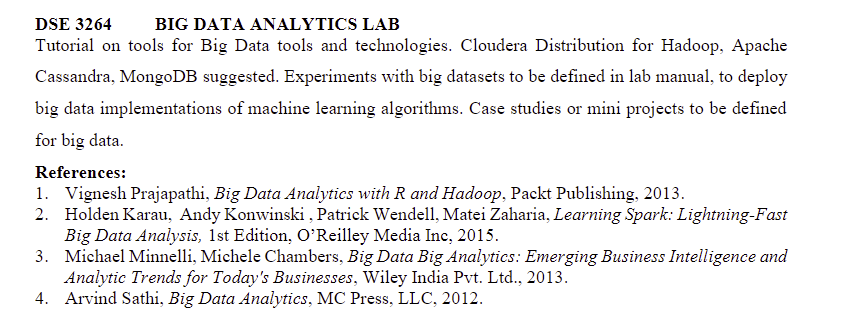 DSE 3264 BIG DATA ANALYTICS LAB
Tutorial on tools for Big Data tools and technologies. Cloudera Distribution for Hadoop, Apache
Cassandra, MongoDB suggested. Experiments with big datasets to be defined in lab manual, to deploy
big data implementations of machine learning algorithms. Case studies or mini projects to be defined
for big data.
References:
1. Vignesh Prajapathi, Big Data Analytics with R and Hadoop, Packt Publishing, 2013.
2. Holden Karau, Andy Konwinski , Patrick Wendell, Matei Zaharia, Learning Spark: Lightning-Fast
Big Data Analysis, 1st Edition, O’Reilley Media Inc, 2015.
3. Michael Minnelli, Michele Chambers, Big Data Big Analytics: Emerging Business Intelligence and
Analytic Trends for Today's Businesses, Wiley India Pvt. Ltd., 2013.
4. Arvind Sathi, Big Data Analytics, MC Press, LLC, 2012.